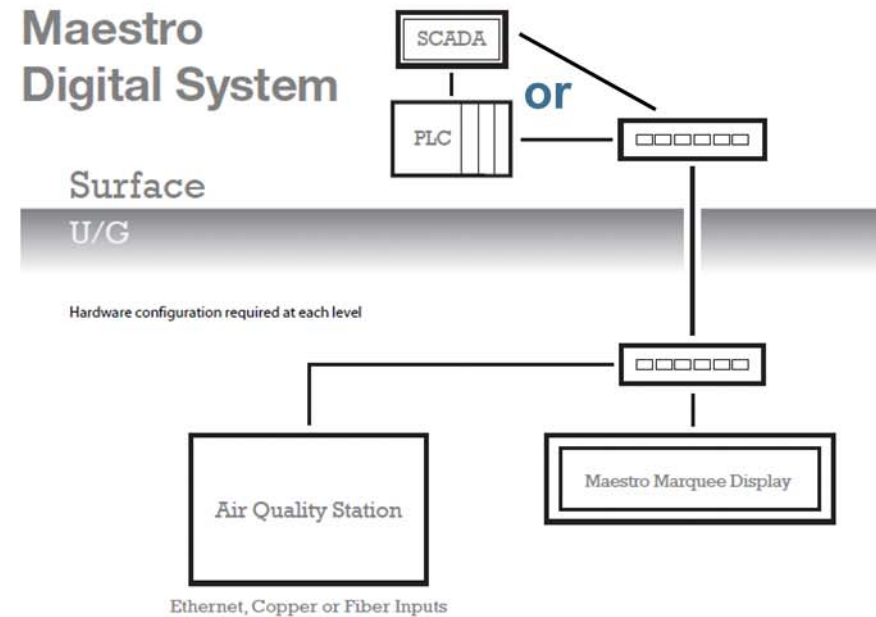 Maestro
Digital System
SCADA
or
PLC
Surface
U/G
Hardware configuration required at each level
Air Quality Station
Maestro Marquee Display
Ethernet, Copper or Fiber Inputs